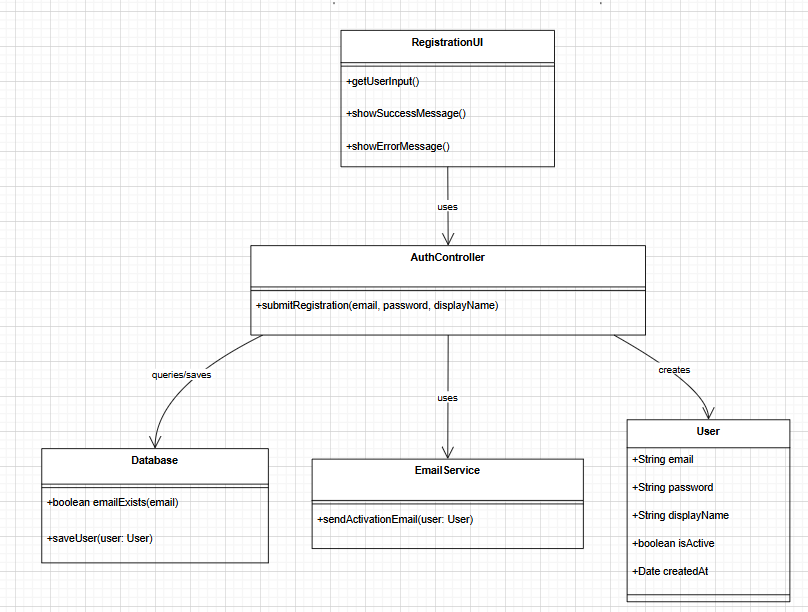 RegistrationUI
+getUserInput()
+showSuccessMessage()
+showErrorMessage()
uses
AuthController
+submitRegistration(email, password, displayName)
queries/saves
uses
creates
Database
+boolean emailExists(email)
+saveUser(user: User)
EmailService
+sendActivationEmail(user: User)
User
+String email
+String password
+String displayName
+boolean isActive
+Date createdAt